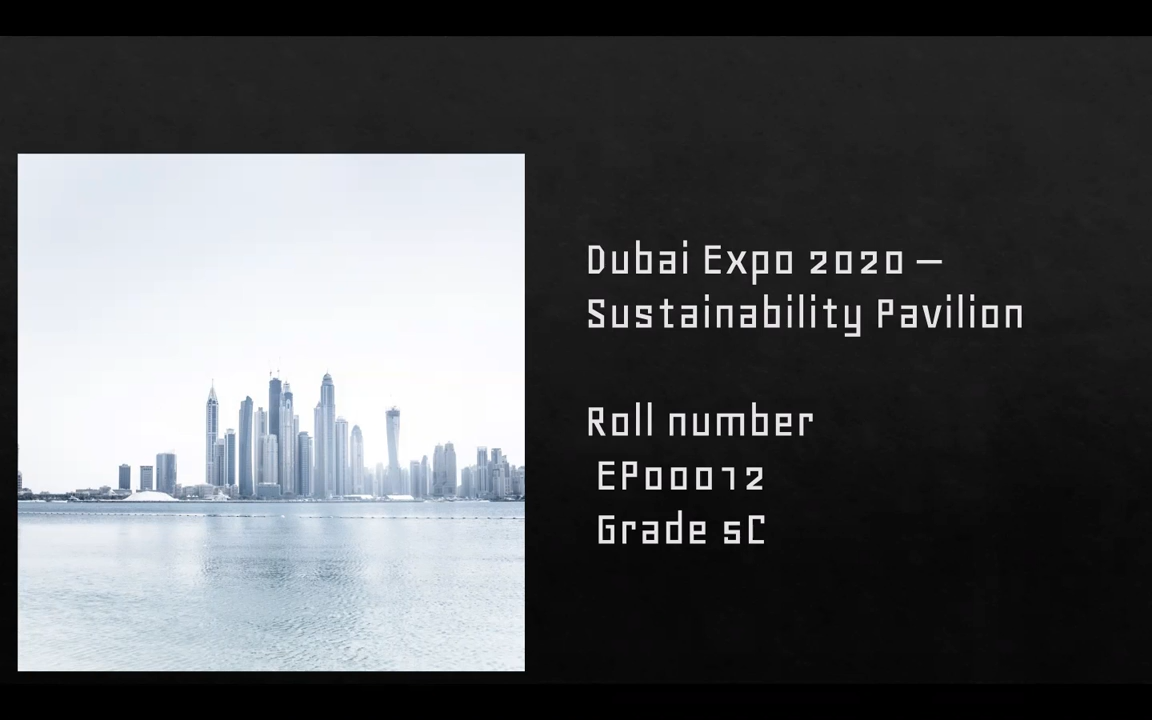 Dubai Expo 2020 –
Sustainability Pavilion
Roll number
EP00012
Grade 5C